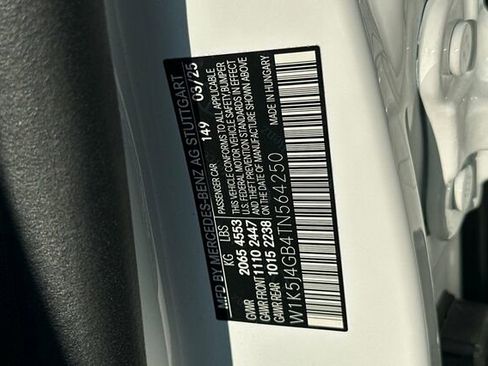 MFD BY MERCEDES-BENZ AG STUTTGART
KG LBS PASSENGER CAR 149 03/25
GVWR 2065 4553 THIS VEHICLE CONFORMS TO ALL APPLICABLE
GAWR FRONT 1110 2447 U.S. FEDERAL MOTOR VEHICLE SAFETY BUMPER
GAWR REAR 1015 2238 AND THEFT PREVENTION STANDARDS IN EFFECT
ON THE DATE OF MANUFACTURE SHOWN ABOVE
W1K5J4GB4TN564250 MADE IN HUNGARY